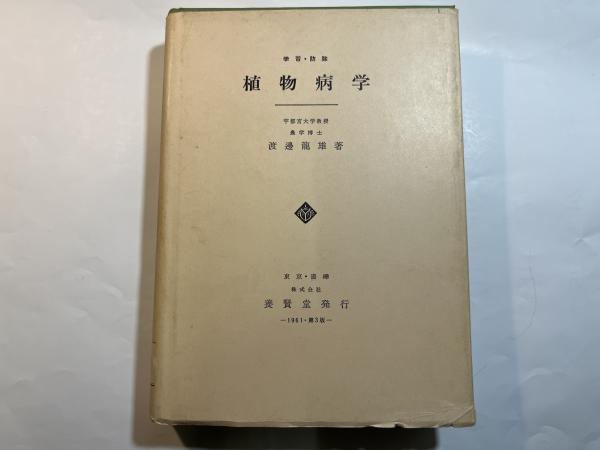 学習・防除
植物病学
宇都宮大学教授
農学博士
渡邊龍雄著
東京・本郷
株式会社
養賢堂発行
—1961・第3版—